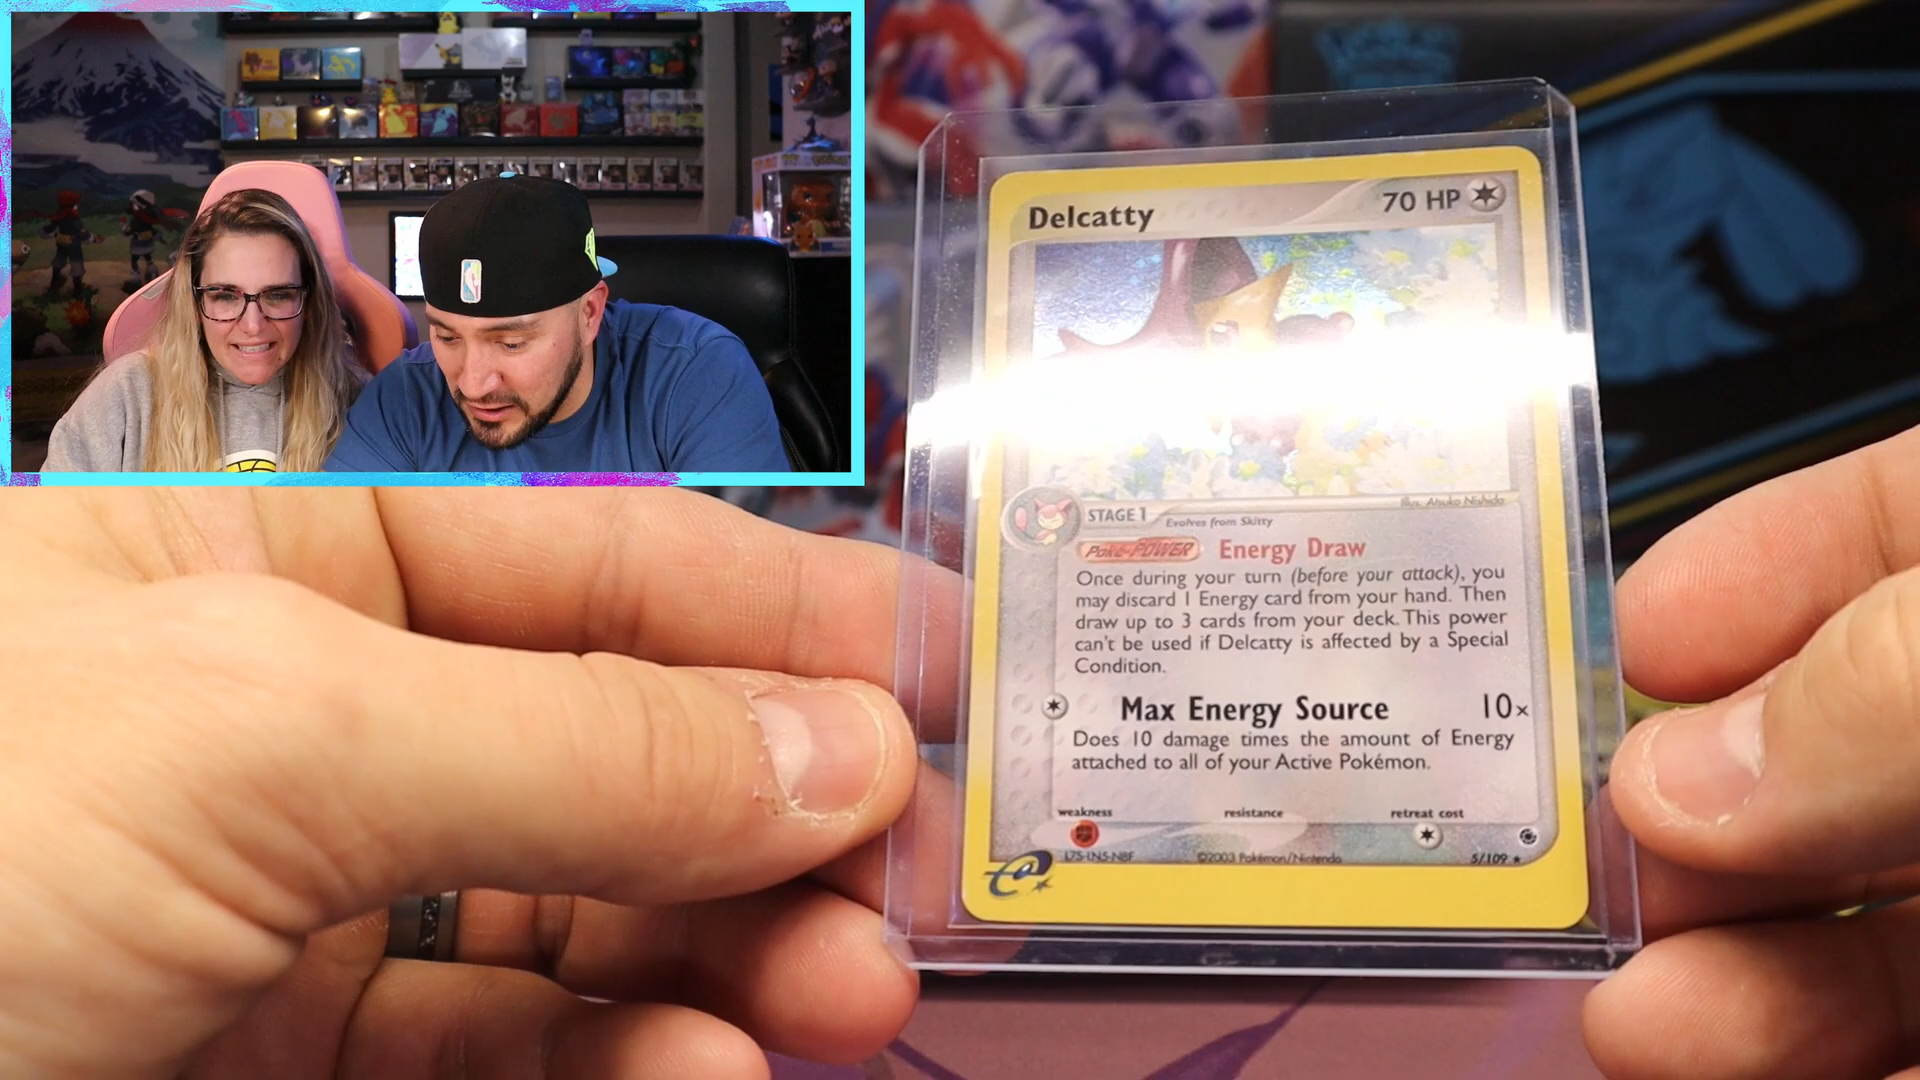 Delcatty
70 HP
Illus. Atsuko Nishida
STAGE 1
Evolves from Skitty
Poké-POWER Energy Draw
Once during your turn (before your attack), you
may discard 1 Energy card from your hand. Then
draw up to 3 cards from your deck. This power
can't be used if Delcatty is affected by a Special
Condition.
Max Energy Source 10×
Does 10 damage times the amount of Energy
attached to all of your Active Pokémon.
weakness resistance retreat cost
©2003 Pokémon/Nintendo
5/109 ★